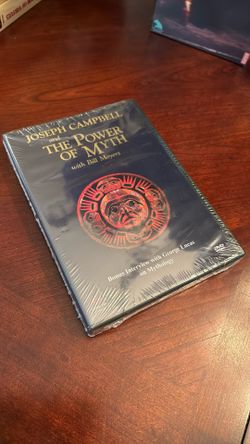 JOSEPH CAMPBELL
and
THE POWER
OF MYTH
with Bill Moyers
Bonus Interview with George Lucas
on Mythology
DVD